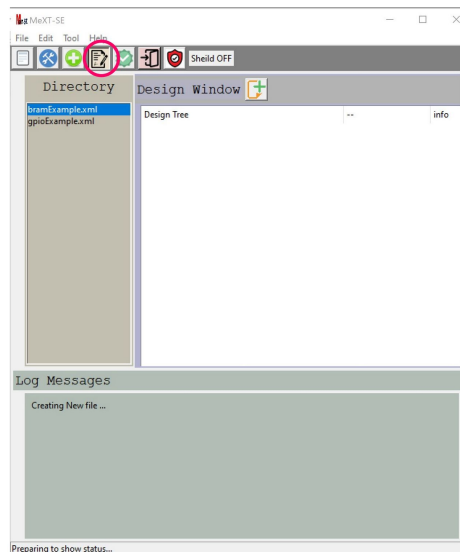 MeXT-SE
File Edit Tool Help
Sheild OFF
Directory
Design Window
bramExample.xml
gpioExample.xml
Design Tree -- info
Log Messages
Creating New file ...
Preparing to show status...